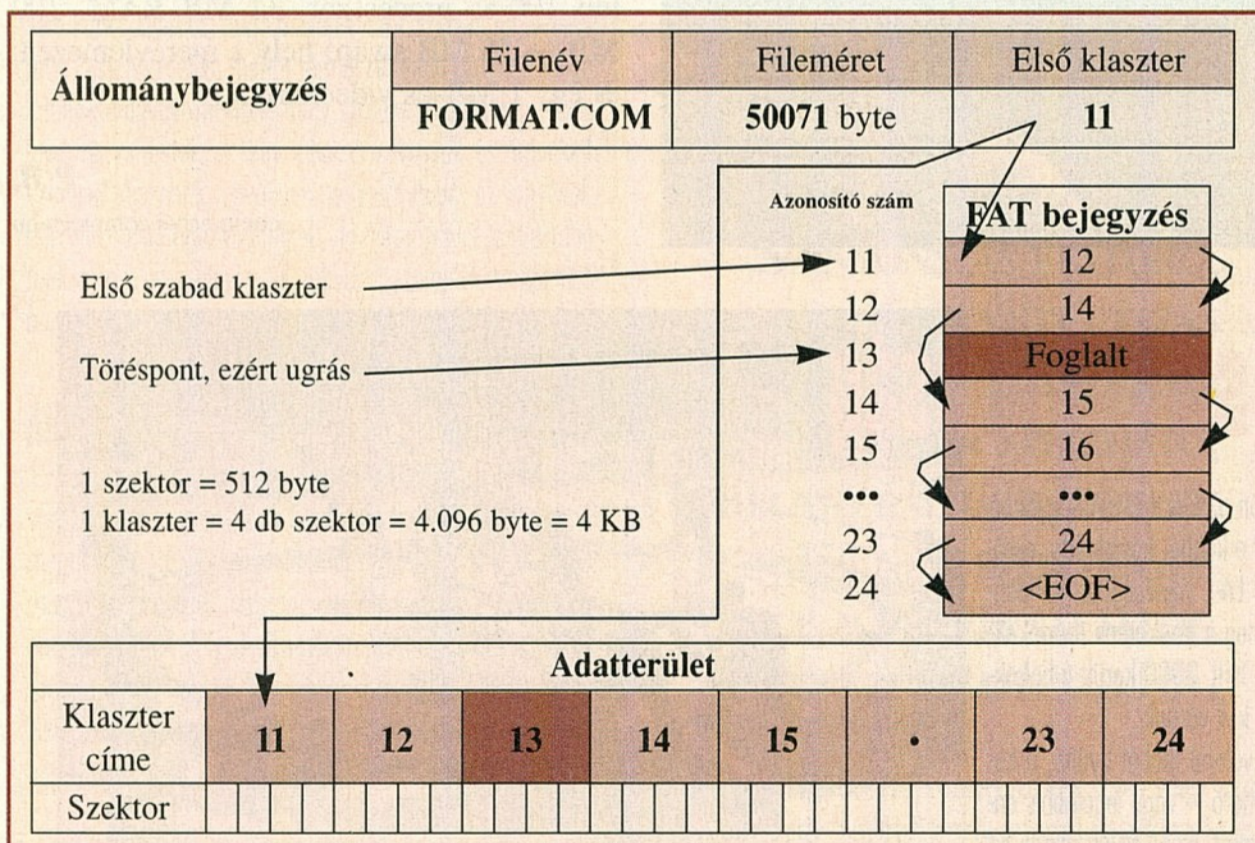 Állománybejegyzés
Filenév Fileméret Első klaszter
FORMAT.COM 50071 byte 11
Azonosító szám FAT bejegyzés
Első szabad klaszter 11 12
12 14
Töréspont, ezért ugrás 13 Foglalt
14 15
15 16
1 szektor = 512 byte
••• •••
1 klaszter = 4 db szektor = 4.096 byte = 4 KB
23 24
24 <EOF>
Adatterület
Klaszter címe 11 12 13 14 15 • 23 24
Szektor